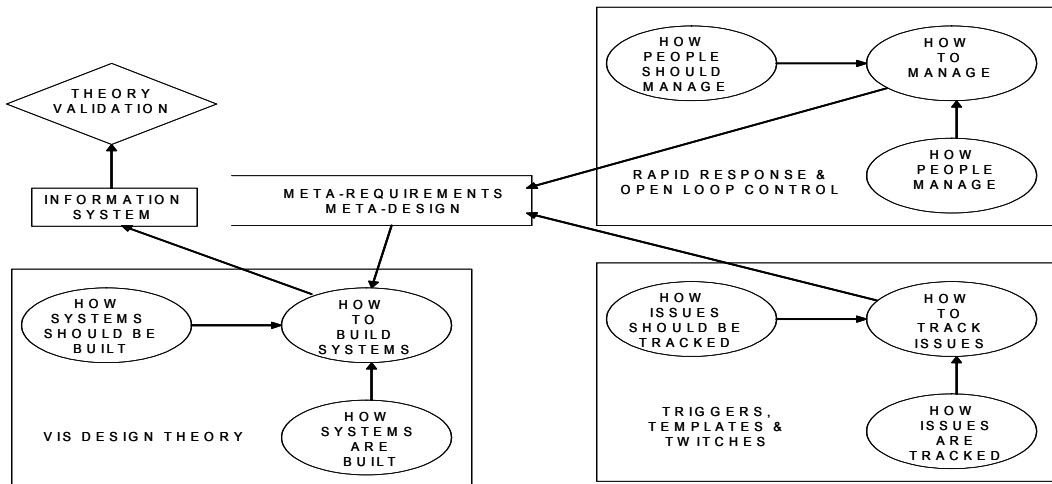 HOW
PEOPLE
SHOULD
MANAGE
HOW
TO
MANAGE
HOW
PEOPLE
MANAGE
RAPID RESPONSE &
OPEN LOOP CONTROL
THEORY
VALIDATION
INFORMATION
SYSTEM
META-REQUIREMENTS
META-DESIGN
HOW
SYSTEMS
SHOULD BE
BUILT
HOW
TO
BUILD
SYSTEMS
HOW
SYSTEMS
ARE
BUILT
VIS DESIGN THEORY
HOW
ISSUES
SHOULD BE
TRACKED
HOW
TO
TRACK
ISSUES
HOW
ISSUES
ARE
TRACKED
TRIGGERS,
TEMPLATES &
TWITCHES